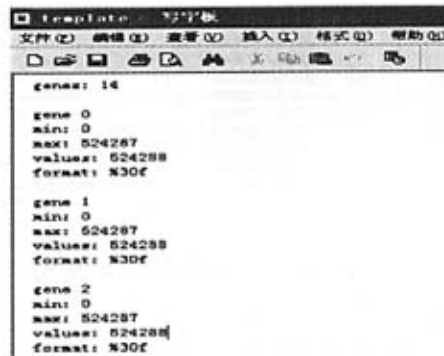 template - 写字板
文件(F) 编辑(E) 查看(V) 插入(I) 格式(O) 帮助(H)
genes: 14
gene 0
min: 0
max: 524287
values: 524288
format: %30f
gene 1
min: 0
max: 524287
values: 524288
format: %30f
gene 2
min: 0
max: 524287
values: 524288
format: %30f